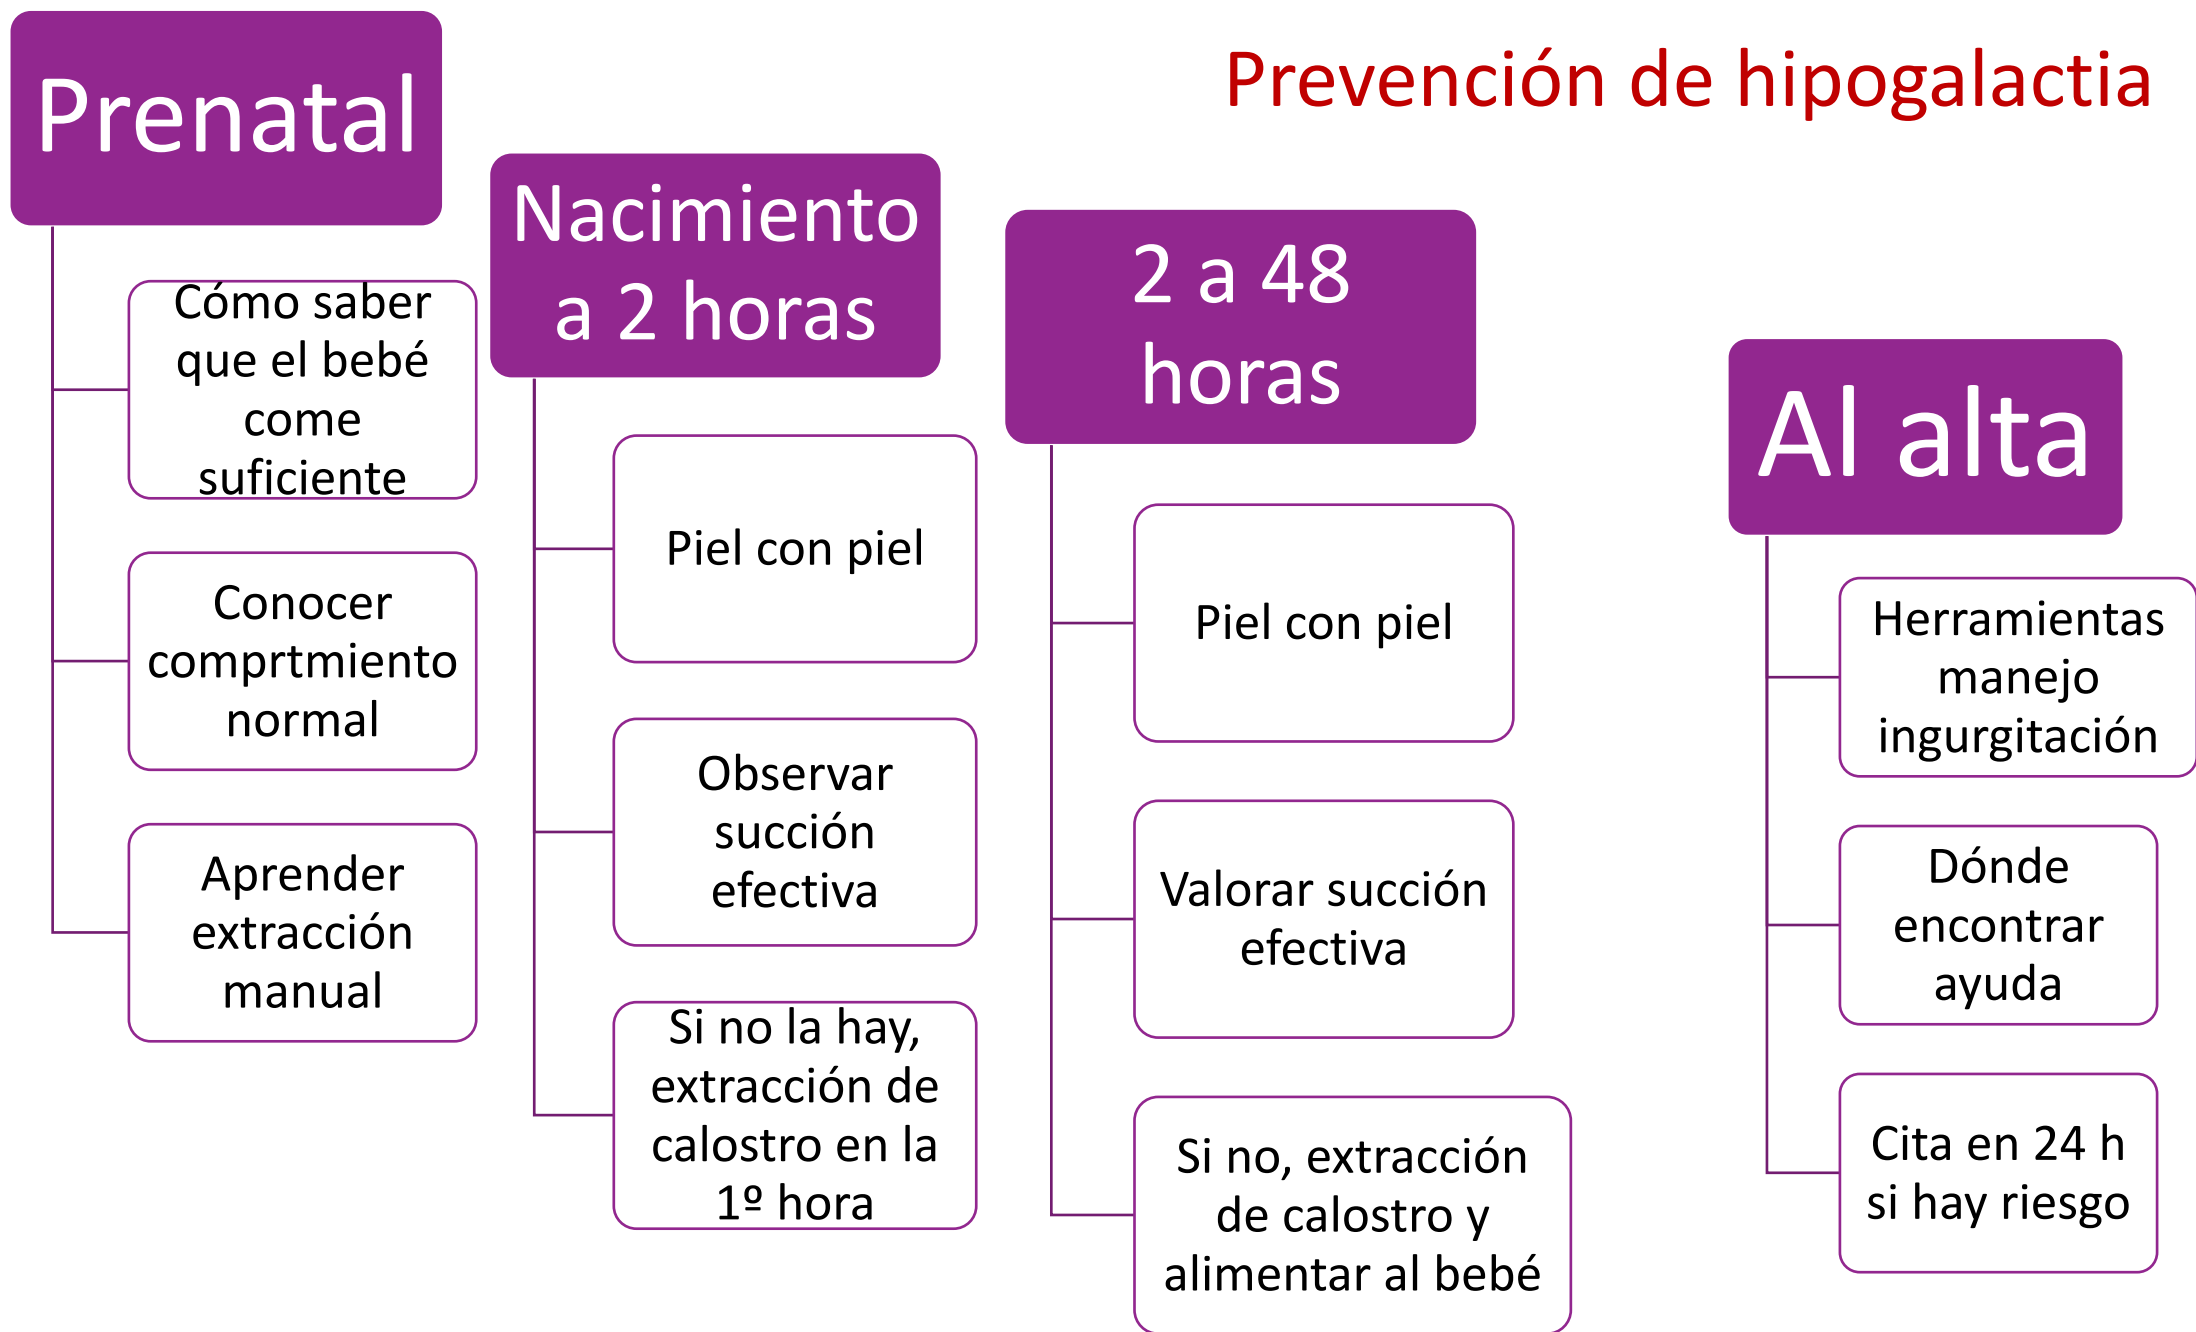 Prevención de hipogalactia
Prenatal
Cómo saber
que el bebé
come
suficiente
Conocer
comprtmiento
normal
Aprender
extracción
manual
Nacimiento
a 2 horas
Piel con piel
Observar
succión
efectiva
Si no la hay,
extracción de
calostro en la
1º hora
2 a 48
horas
Piel con piel
Valorar succión
efectiva
Si no, extracción
de calostro y
alimentar al bebé
Al alta
Herramientas
manejo
ingurgitación
Dónde
encontrar
ayuda
Cita en 24 h
si hay riesgo